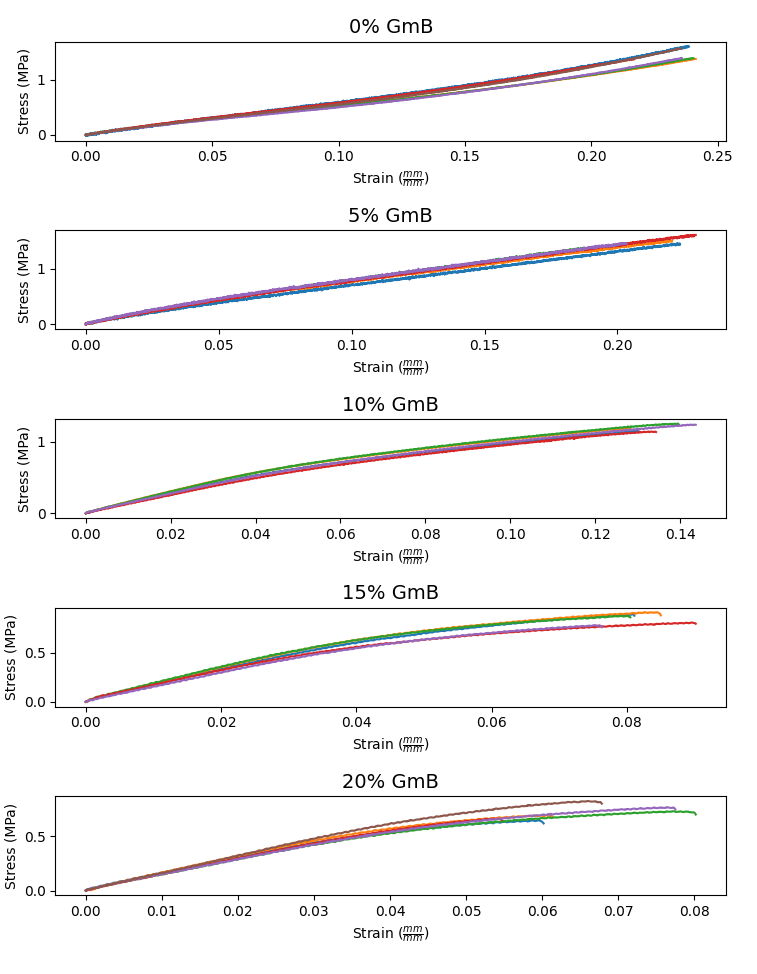 0% GmB
Stress (MPa)
1
0
0.00 0.05 0.10 0.15 0.20 0.25
Strain (mm/mm)
5% GmB
Stress (MPa)
1
0
0.00 0.05 0.10 0.15 0.20
Strain (mm/mm)
10% GmB
Stress (MPa)
1
0
0.00 0.02 0.04 0.06 0.08 0.10 0.12 0.14
Strain (mm/mm)
15% GmB
Stress (MPa)
0.5
0.0
0.00 0.02 0.04 0.06 0.08
Strain (mm/mm)
20% GmB
Stress (MPa)
0.5
0.0
0.00 0.01 0.02 0.03 0.04 0.05 0.06 0.07 0.08
Strain (mm/mm)